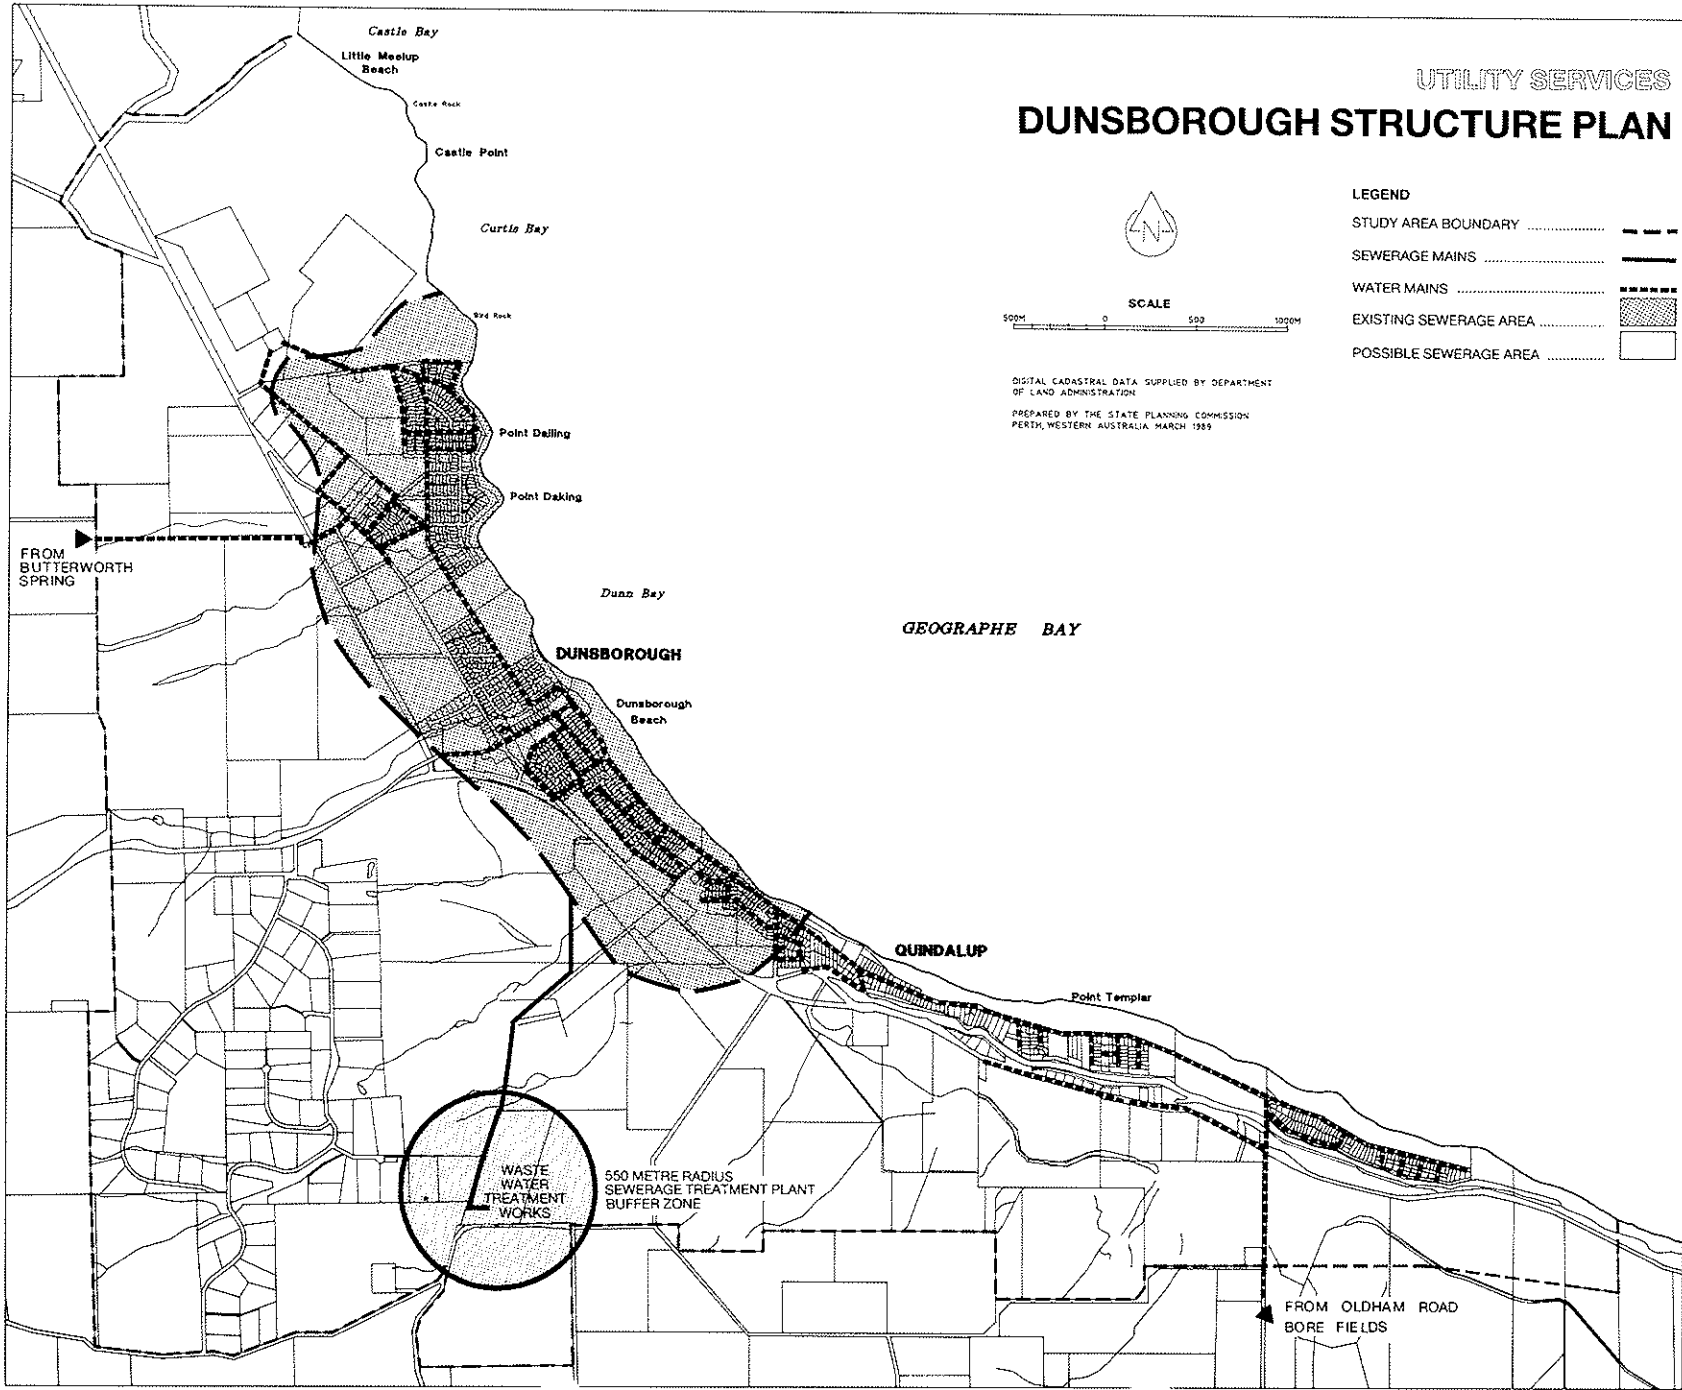 Castle Bay
Little Meelup
Beach
Castle Rock
Castle Point
Curtis Bay
Bird Rock
Point Dalling
Point Daking
Dunn Bay
DUNSBOROUGH
Dunsborough
Beach
GEOGRAPHE BAY
QUINDALUP
Point Templar
FROM
BUTTERWORTH
SPRING
WASTE
WATER
TREATMENT
WORKS
550 METRE RADIUS
SEWERAGE TREATMENT PLANT
BUFFER ZONE
FROM OLDHAM ROAD
BORE FIELDS
UTILITY SERVICES
DUNSBOROUGH STRUCTURE PLAN
N
SCALE
500M 0 500 1000M
DIGITAL CADASTRAL DATA SUPPLIED BY DEPARTMENT
OF LAND ADMINISTRATION
PREPARED BY THE STATE PLANNING COMMISSION
PERTH, WESTERN AUSTRALIA MARCH 1989
LEGEND
STUDY AREA BOUNDARY
SEWERAGE MAINS
WATER MAINS
EXISTING SEWERAGE AREA
POSSIBLE SEWERAGE AREA